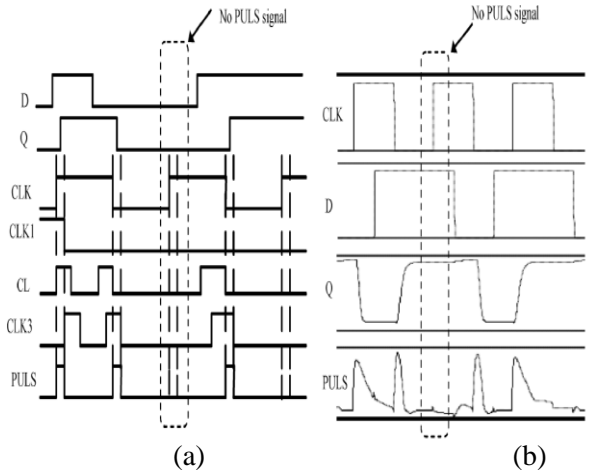 No PULS signal
D
Q
CLK
CLK1
CL
CLK3
PULS
(a)
No PULS signal
CLK
D
Q
PULS
(b)